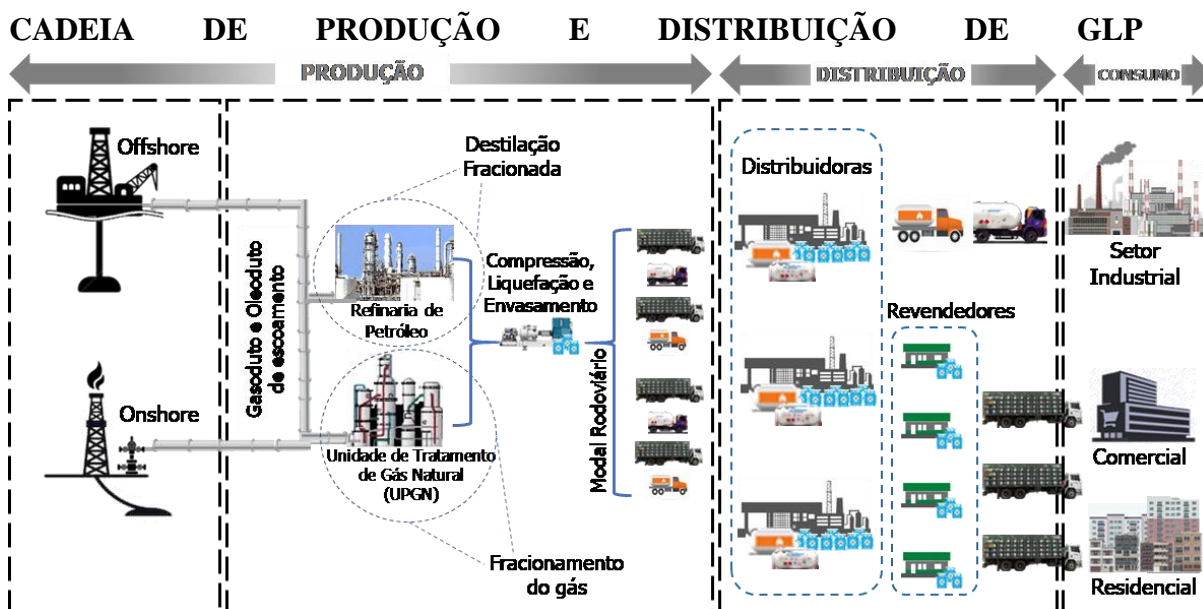 CADEIA DE PRODUÇÃO E DISTRIBUIÇÃO DE GLP
PRODUÇÃO
DISTRIBUIÇÃO
CONSUMO
Offshore
Onshore
Gasoduto e Oleoduto
de escoamento
Destilação
Fracionada
Refinaria de
Petróleo
Unidade de Tratamento
de Gás Natural
(UPGN)
Fracionamento
do gás
Compressão,
Liquefação e
Envasamento
Modal Rodoviário
Distribuidoras
Revendedores
Setor
Industrial
Comercial
Residencial